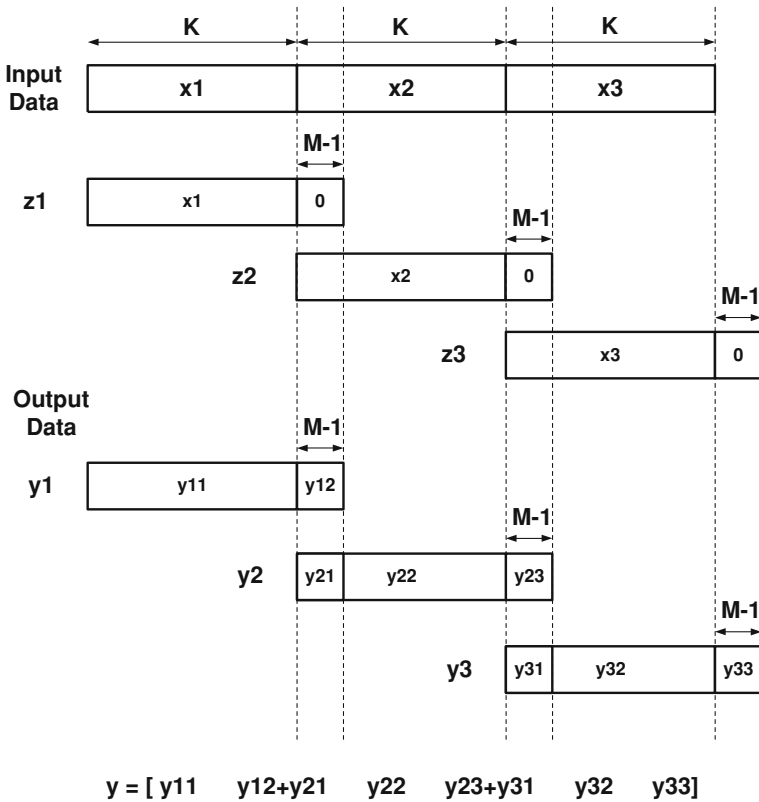 K K K
Input Data x1 x2 x3
M-1
z1 x1 0
M-1
z2 x2 0
M-1
z3 x3 0
Output Data
M-1
y1 y11 y12
M-1
y2 y21 y22 y23
M-1
y3 y31 y32 y33
y = [ y11 y12+y21 y22 y23+y31 y32 y33]